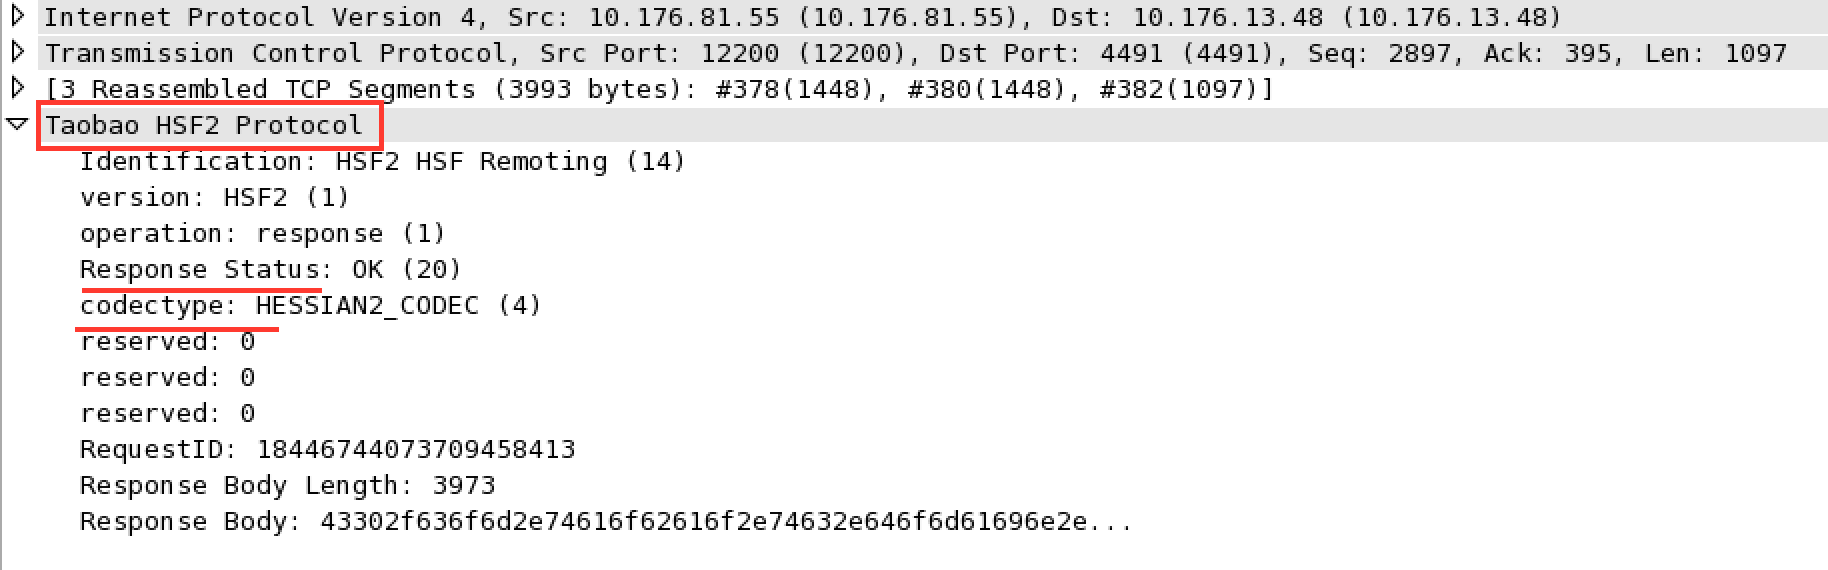 Internet Protocol Version 4, Src: 10.176.81.55 (10.176.81.55), Dst: 10.176.13.48 (10.176.13.48)
Transmission Control Protocol, Src Port: 12200 (12200), Dst Port: 4491 (4491), Seq: 2897, Ack: 395, Len: 1097
[3 Reassembled TCP Segments (3993 bytes): #378(1448), #380(1448), #382(1097)]
Taobao HSF2 Protocol
Identification: HSF2 HSF Remoting (14)
version: HSF2 (1)
operation: response (1)
Response Status: OK (20)
codectype: HESSIAN2_CODEC (4)
reserved: 0
reserved: 0
reserved: 0
RequestID: 18446744073709458413
Response Body Length: 3973
Response Body: 43302f636f6d2e74616f62616f2e74632e646f6d61696e2e...